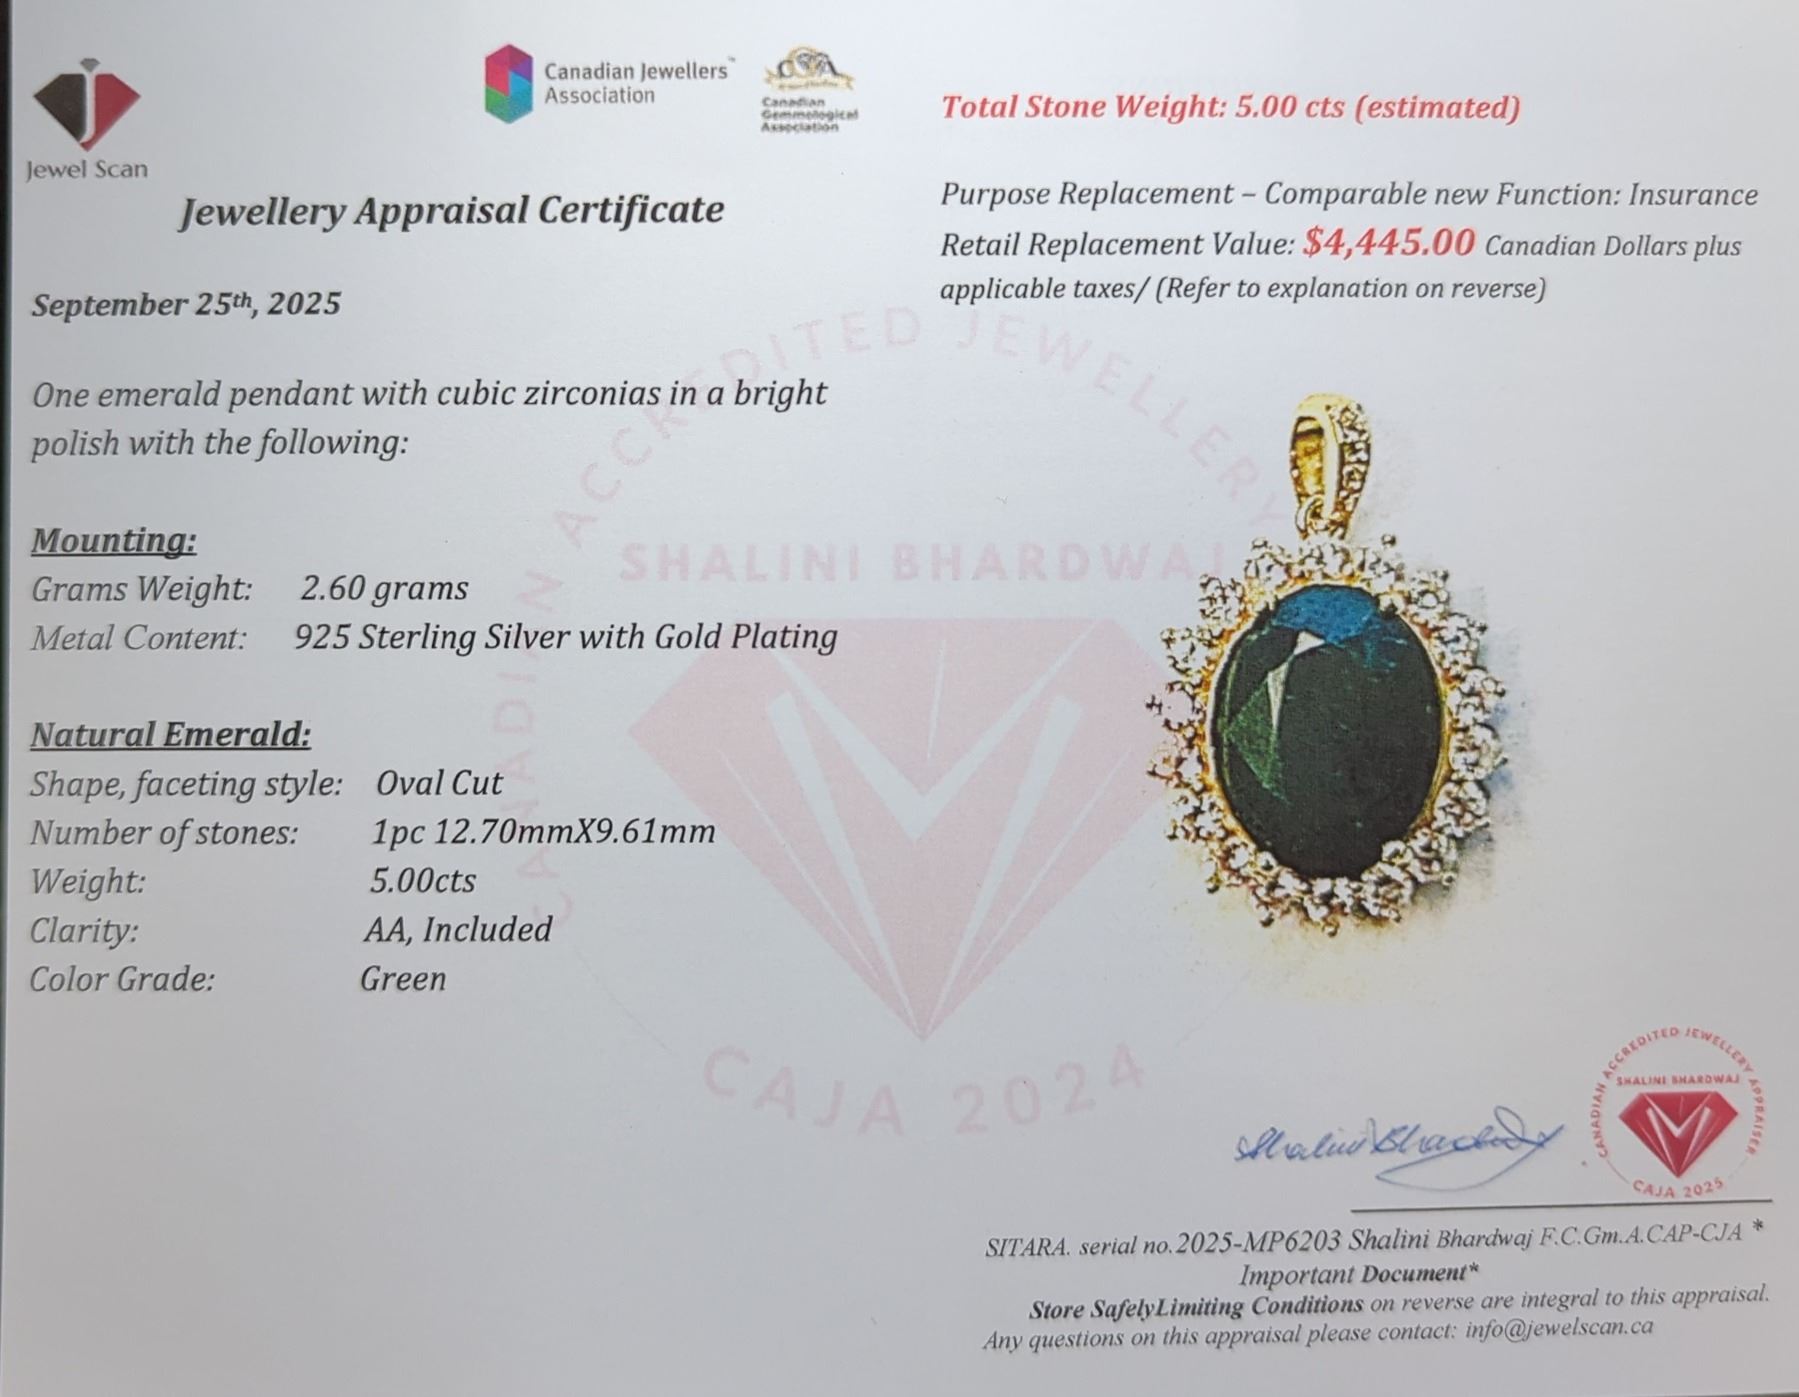 Jewel Scan
Canadian Jewellers™
Association
CGA
Canadian
Gemmological
Association
Jewellery Appraisal Certificate
September 25th, 2025
One emerald pendant with cubic zirconias in a bright
polish with the following:
Mounting:
Grams Weight: 2.60 grams
Metal Content: 925 Sterling Silver with Gold Plating
Natural Emerald:
Shape, faceting style: Oval Cut
Number of stones: 1pc 12.70mmX9.61mm
Weight: 5.00cts
Clarity: AA, Included
Color Grade: Green
Total Stone Weight: 5.00 cts (estimated)
Purpose Replacement – Comparable new Function: Insurance
Retail Replacement Value: $4,445.00 Canadian Dollars plus
applicable taxes/ (Refer to explanation on reverse)
CANADIAN ACCREDITED JEWELLERY
SHALINI BHARDWAJ
CAJA 2024
Shalini Bhardwaj
CANADIAN ACCREDITED JEWELLERY APPRAISER
SHALINI BHARDWAJ
CAJA 2025
SITARA. serial no.2025-MP6203 Shalini Bhardwaj F.C.Gm.A.CAP-CJA *
Important Document*
Store SafelyLimiting Conditions on reverse are integral to this appraisal.
Any questions on this appraisal please contact: info@jewelscan.ca